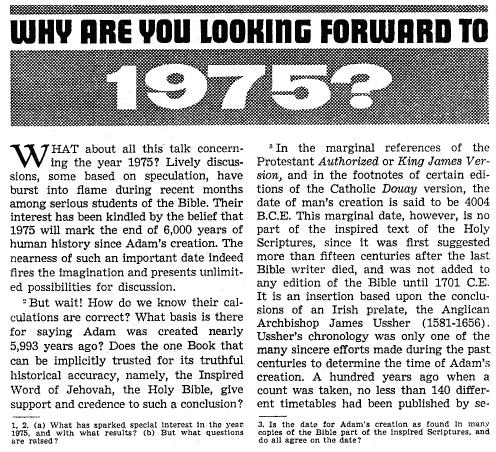 WHY ARE YOU LOOKING FORWARD TO
1975?
WHAT about all this talk concern-
ing the year 1975? Lively discus-
sions, some based on speculation, have
burst into flame during recent months
among serious students of the Bible. Their
interest has been kindled by the belief that
1975 will mark the end of 6,000 years of
human history since Adam's creation. The
nearness of such an important date indeed
fires the imagination and presents unlimit-
ed possibilities for discussion.
² But wait! How do we know their cal-
culations are correct? What basis is there
for saying Adam was created nearly
5,993 years ago? Does the one Book that
can be implicitly trusted for its truthful
historical accuracy, namely, the Inspired
Word of Jehovah, the Holy Bible, give
support and credence to such a conclusion?
1, 2. (a) What has sparked special interest in the year
1975, and with what results? (b) But what questions
are raised?
³ In the marginal references of the
Protestant Authorized or King James Ver-
sion, and in the footnotes of certain edi-
tions of the Catholic Douay version, the
date of man's creation is said to be 4004
B.C.E. This marginal date, however, is no
part of the inspired text of the Holy
Scriptures, since it was first suggested
more than fifteen centuries after the last
Bible writer died, and was not added to
any edition of the Bible until 1701 C.E.
It is an insertion based upon the conclu-
sions of an Irish prelate, the Anglican
Archbishop James Ussher (1581-1656).
Ussher's chronology was only one of the
many sincere efforts made during the past
centuries to determine the time of Adam's
creation. A hundred years ago when a
count was taken, no less than 140 differ-
ent timetables had been published by se-
3. Is the date for Adam's creation as found in many
copies of the Bible part of the inspired Scriptures, and
do all agree on the date?